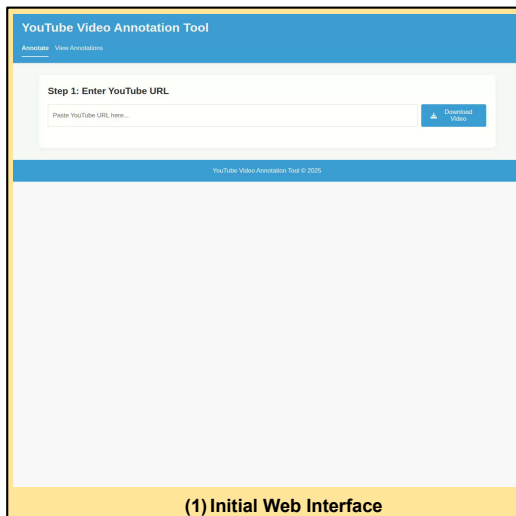 YouTube Video Annotation Tool
Annotate View Annotations
Step 1: Enter YouTube URL
Paste YouTube URL here...
Download
Video
YouTube Video Annotation Tool © 2025
(1) Initial Web Interface